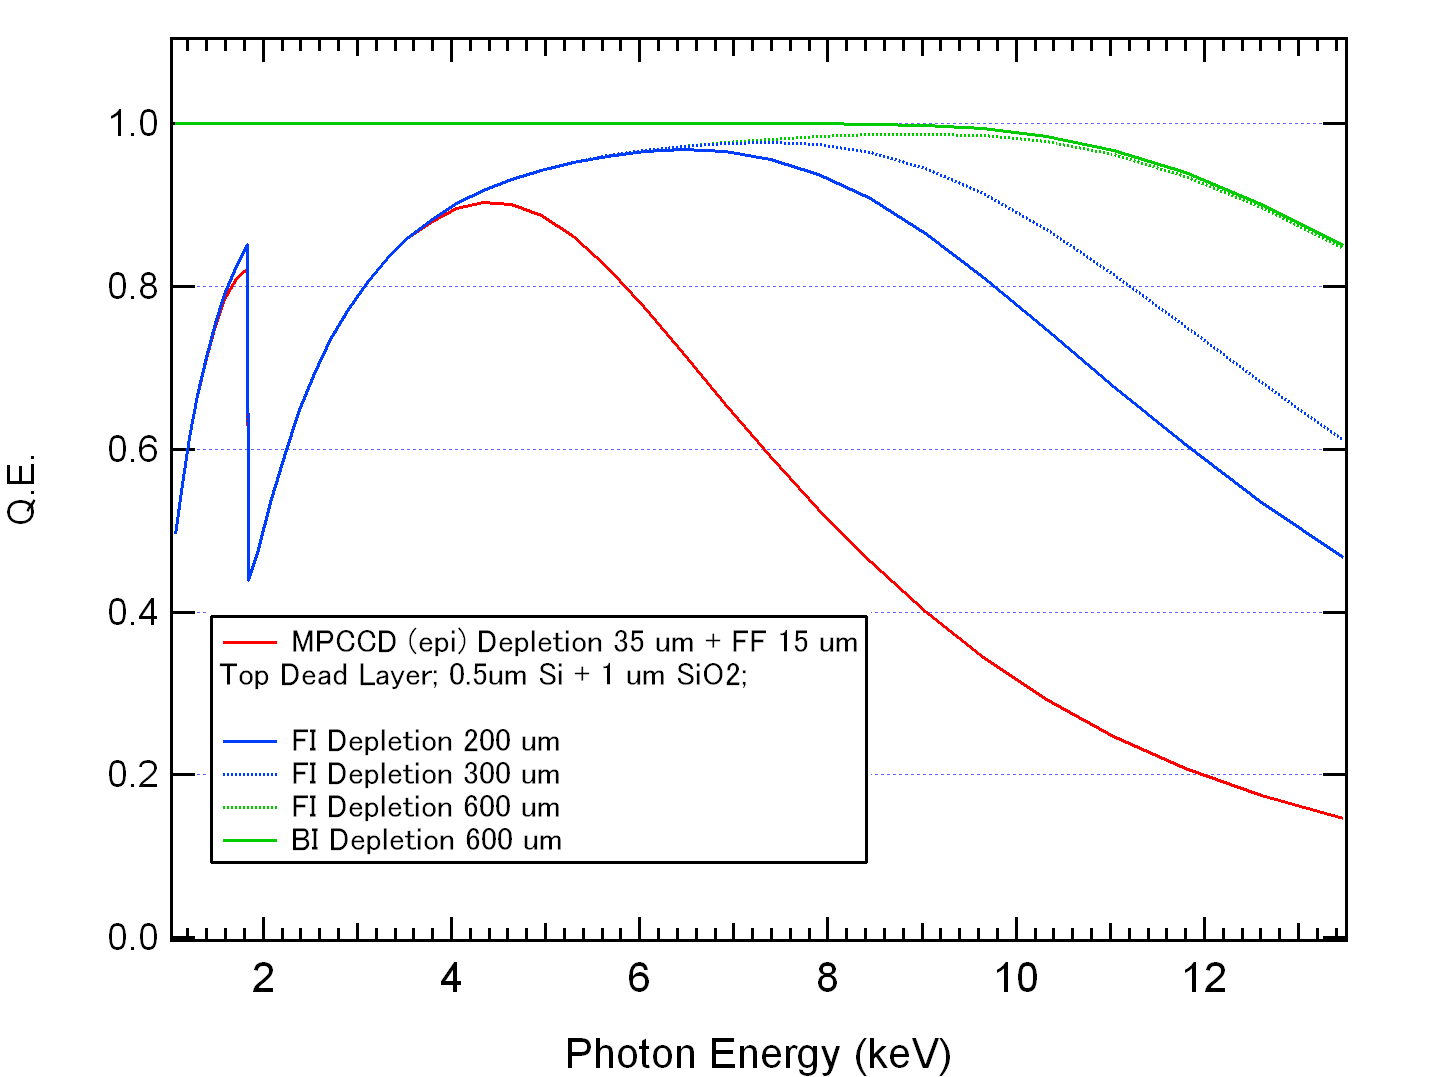 1.0
0.8
0.6
0.4
0.2
0.0
Q.E.
MPCCD (epi) Depletion 35 um + FF 15 um
Top Dead Layer; 0.5um Si + 1 um SiO2;
FI Depletion 200 um
FI Depletion 300 um
FI Depletion 600 um
BI Depletion 600 um
2 4 6 8 10 12
Photon Energy (keV)